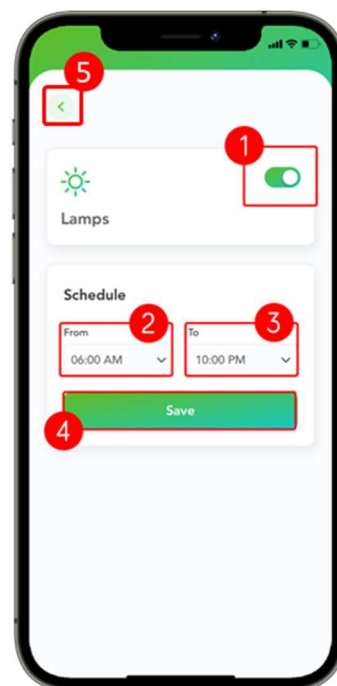 5
1
Lamps
Schedule
2
3
From
To
06:00 AM
10:00 PM
Save
4